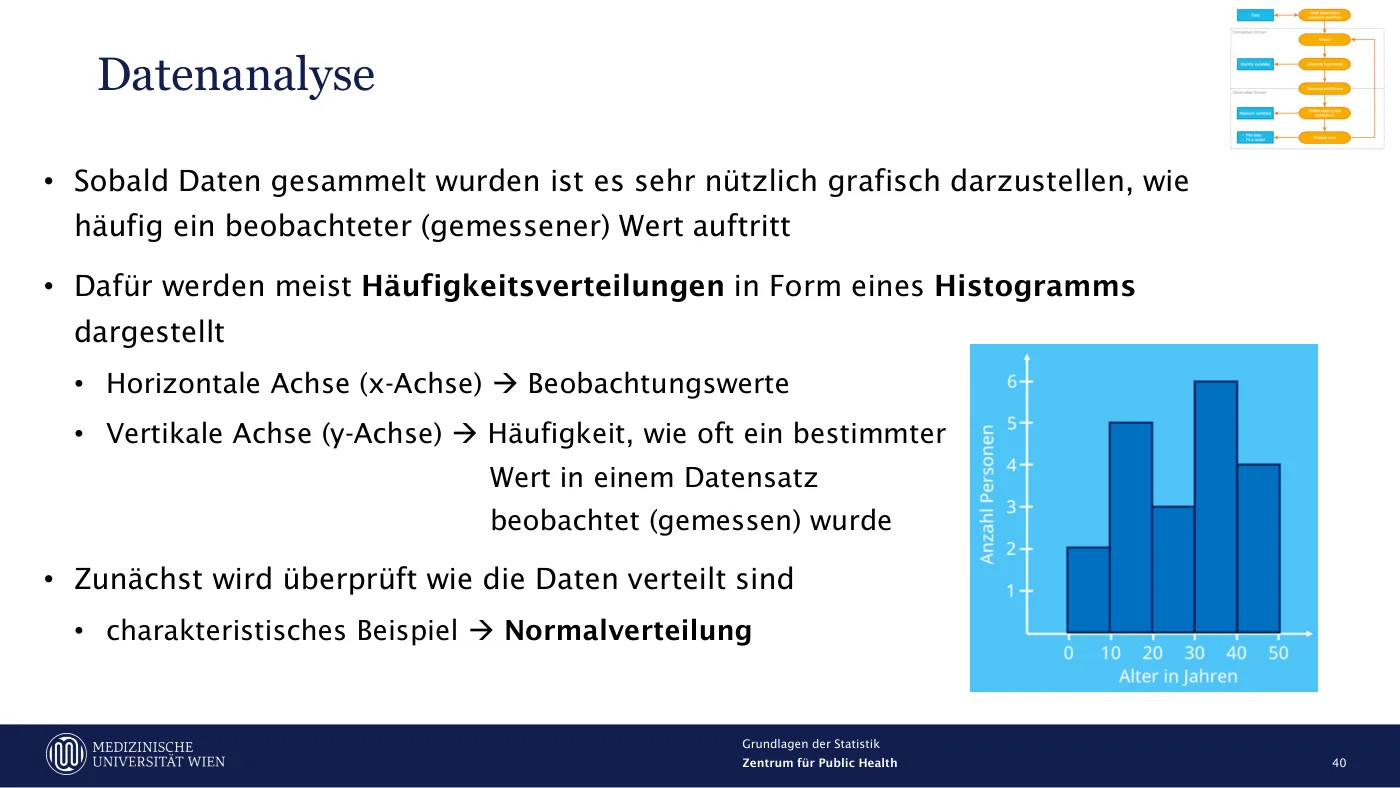 Datenanalyse
• Sobald Daten gesammelt wurden ist es sehr nützlich grafisch darzustellen, wie
häufig ein beobachteter (gemessener) Wert auftritt
• Dafür werden meist Häufigkeitsverteilungen in Form eines Histogramms
dargestellt
• Horizontale Achse (x-Achse) → Beobachtungswerte
• Vertikale Achse (y-Achse) → Häufigkeit, wie oft ein bestimmter
Wert in einem Datensatz
beobachtet (gemessen) wurde
• Zunächst wird überprüft wie die Daten verteilt sind
• charakteristisches Beispiel → Normalverteilung
Anzahl Personen
6
5
4
3
2
1
0 10 20 30 40 50
Alter in Jahren
MEDIZINISCHE
UNIVERSITÄT WIEN
Grundlagen der Statistik
Zentrum für Public Health
40